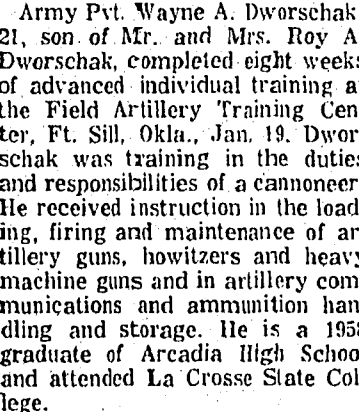 Army Pvt. Wayne A. Dworschak
21, son of Mr. and Mrs. Roy A
Dworschak, completed eight week
of advanced individual training a
the Field Artillery Training Cen
ter, Ft. Sill, Okla., Jan. 19. Dwor
schak was training in the dutie
and responsibilities of a cannoneer
He received instruction in the load
ing, firing and maintenance of ar
tillery guns, howitzers and heavy
machine guns and in artillery com
munications and ammunition han
dling and storage. He is a 1958
graduate of Arcadia High Schoo
and attended La Crosse State Col
lege.